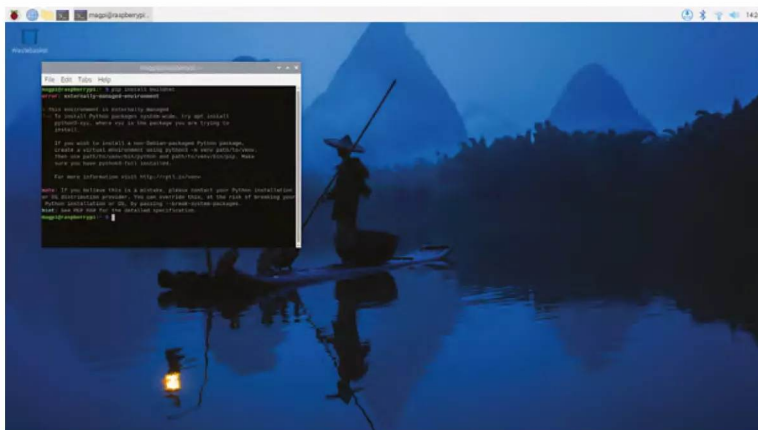 magpi@raspberrypi...
Wastebasket
magpi@raspberrypi: ~
File Edit Tabs Help
magpi@raspberrypi:~ $ pip install
error: externally-managed-environment
× This environment is externally managed
╰─> To install Python packages system-wide, try apt install
python3-xyz, where xyz is the package you are trying to
install.
If you wish to install a non-Debian-packaged Python package,
create a virtual environment using python3 -m venv path/to/venv.
Then use path/to/venv/bin/python and path/to/venv/bin/pip. Make
sure you have python3-full installed.
For more information visit http://rptl.io/venv
note: If you believe this is a mistake, please contact your Python installation
or OS distribution provider. You can override this, at the risk of breaking your
Python installation or OS, by passing --break-system-packages.
hint: See PEP 668 for the detailed specification.
magpi@raspberrypi:~ $